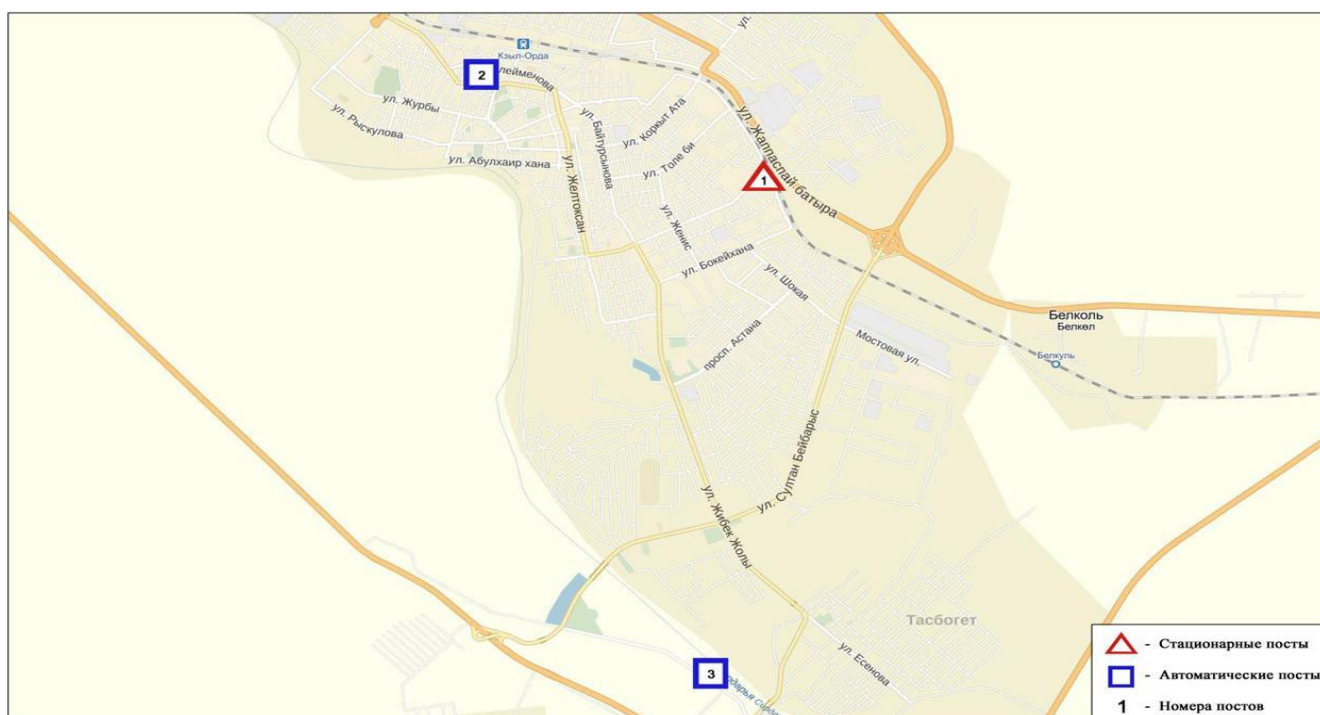 ул.
Кзыл-Орда
2
лейменова
ул. Журбы
ул. Рыскулова
ул. Абулхаир хана
ул. Байтурсынова
ул. Коркыт Ата
ул. Толе би
ул. Желтоксан
ул. Женис
1
ул. Жаппаспай батыра
ул. Бокейхана
ул. Шокая
Мостовая ул.
просп. Астана
Белколь
Белкөл
Белкуль
ул. Султан Бейбарыс
ул. Жибек Жолы
Тасбогет
ул. Есенова
3
- Стационарные посты
- Автоматические посты
1 - Номера постов